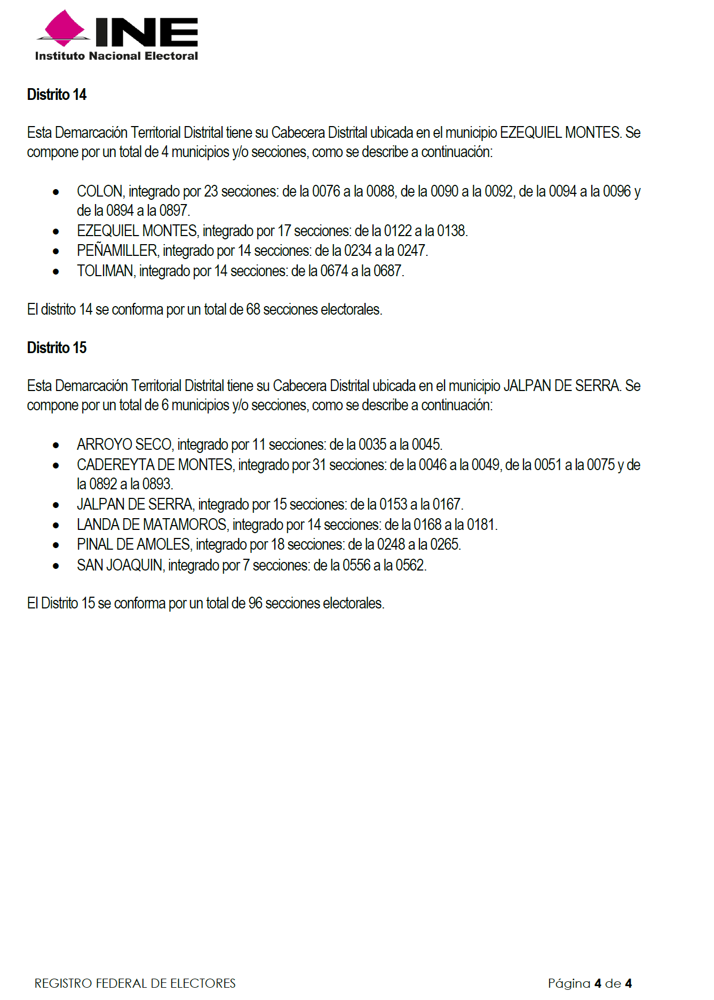 INE
Instituto Nacional Electoral
Distrito 14
Esta Demarcación Territorial Distrital tiene su Cabecera Distrital ubicada en el municipio EZEQUIEL MONTES. Se
compone por un total de 4 municipios y/o secciones, como se describe a continuación:
• COLON, integrado por 23 secciones: de la 0076 a la 0088, de la 0090 a la 0092, de la 0094 a la 0096 y
de la 0894 a la 0897.
• EZEQUIEL MONTES, integrado por 17 secciones: de la 0122 a la 0138.
• PEÑAMILLER, integrado por 14 secciones: de la 0234 a la 0247.
• TOLIMAN, integrado por 14 secciones: de la 0674 a la 0687.
El distrito 14 se conforma por un total de 68 secciones electorales.
Distrito 15
Esta Demarcación Territorial Distrital tiene su Cabecera Distrital ubicada en el municipio JALPAN DE SERRA. Se
compone por un total de 6 municipios y/o secciones, como se describe a continuación:
• ARROYO SECO, integrado por 11 secciones: de la 0035 a la 0045.
• CADEREYTA DE MONTES, integrado por 31 secciones: de la 0046 a la 0049, de la 0051 a la 0075 y de
la 0892 a la 0893.
• JALPAN DE SERRA, integrado por 15 secciones: de la 0153 a la 0167.
• LANDA DE MATAMOROS, integrado por 14 secciones: de la 0168 a la 0181.
• PINAL DE AMOLES, integrado por 18 secciones: de la 0248 a la 0265.
• SAN JOAQUIN, integrado por 7 secciones: de la 0556 a la 0562.
El Distrito 15 se conforma por un total de 96 secciones electorales.
REGISTRO FEDERAL DE ELECTORES
Página 4 de 4